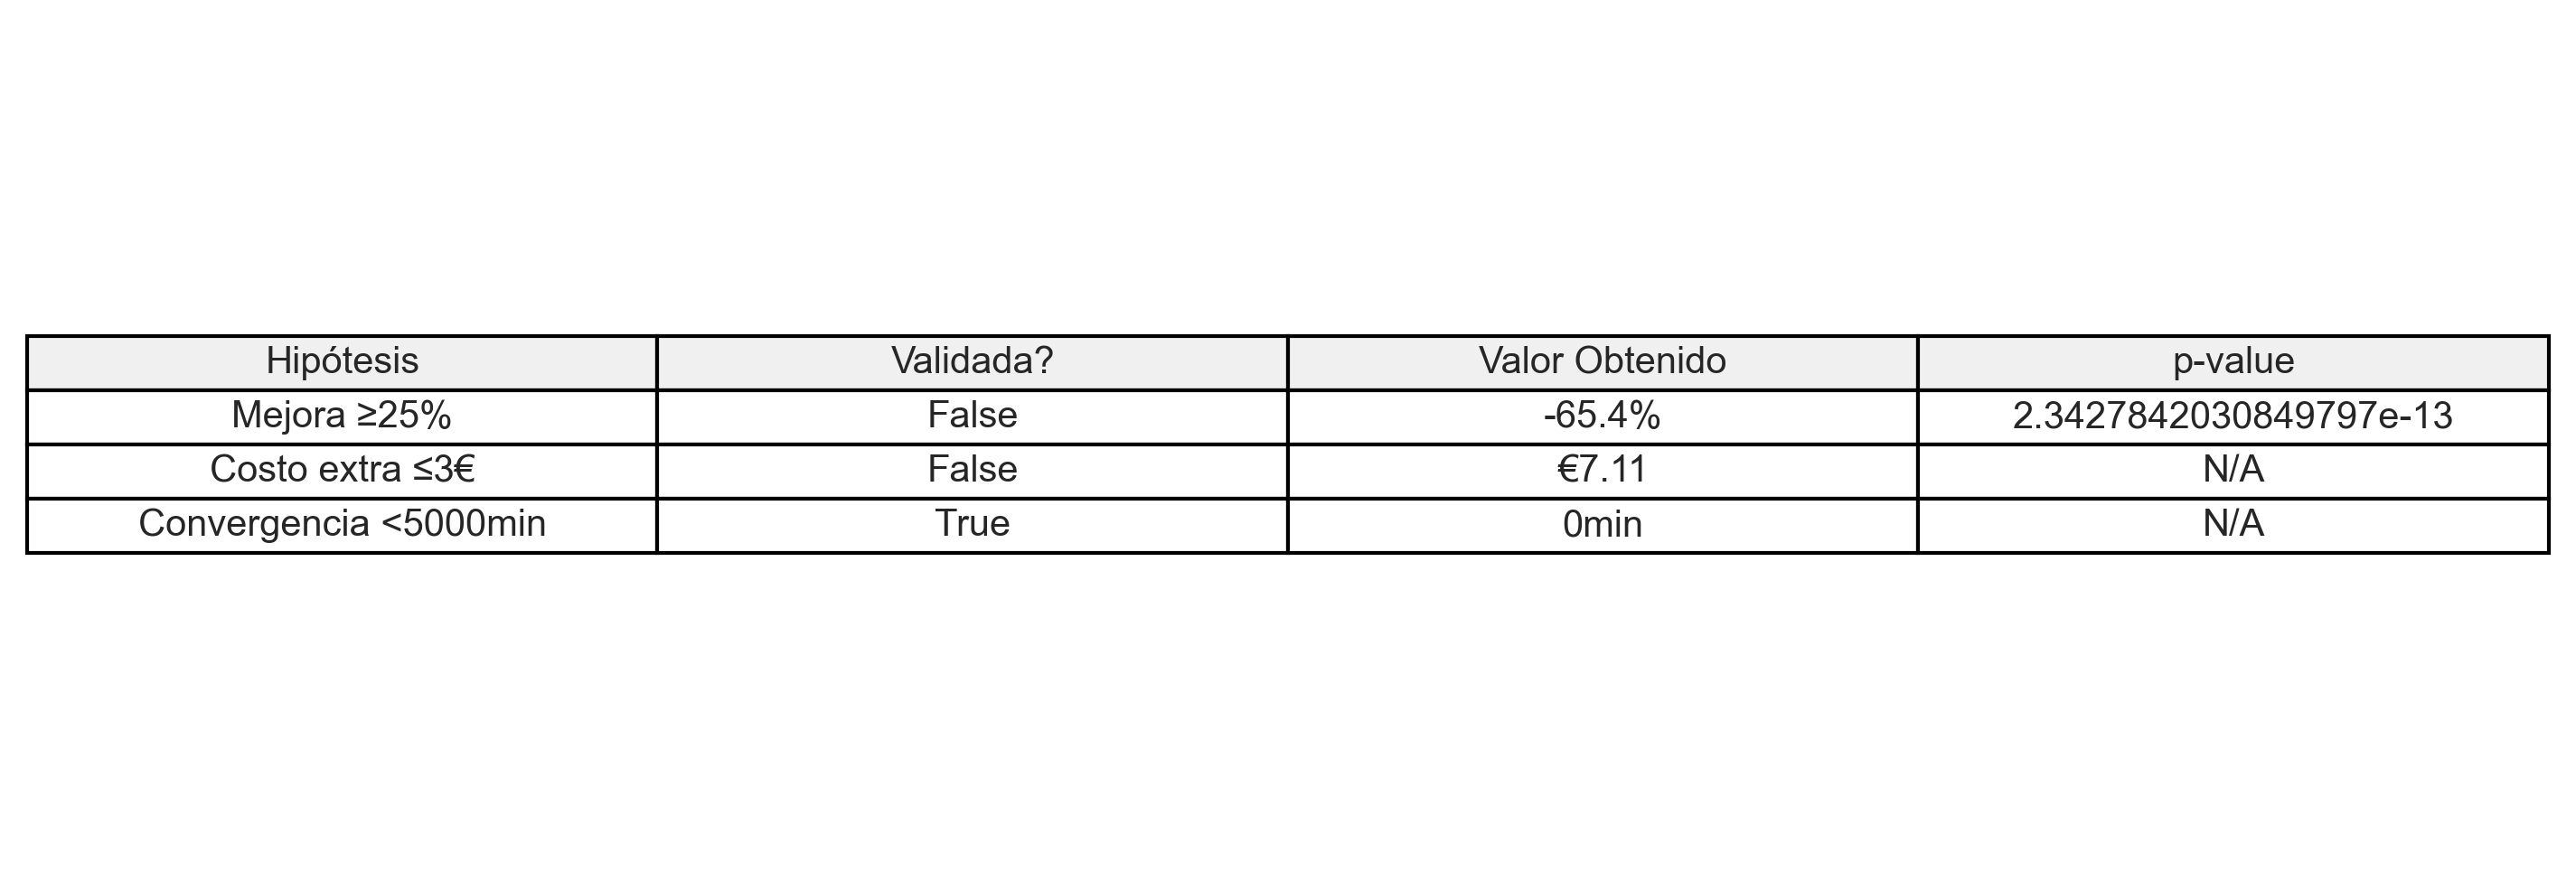 Hipótesis Validada? Valor Obtenido p-value
Mejora ≥25% False -65.4% 2.3427842030849797e-13
Costo extra ≤3€ False €7.11 N/A
Convergencia <5000min True 0min N/A